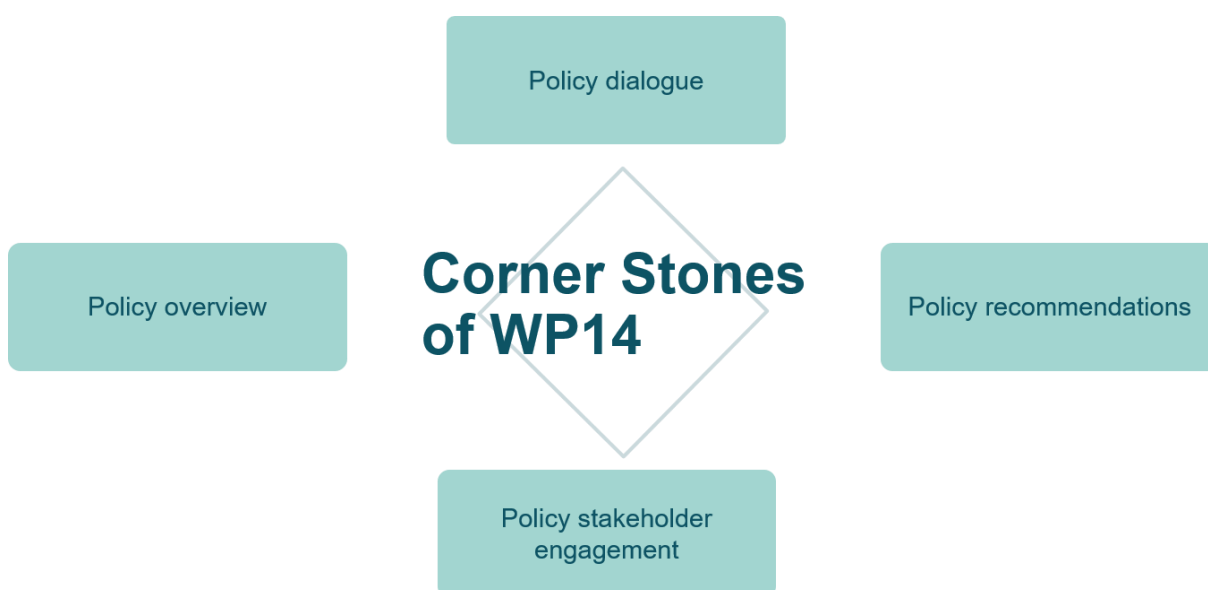 Policy dialogue
Policy overview
Corner Stones
of WP14
Policy recommendations
Policy stakeholder
engagement